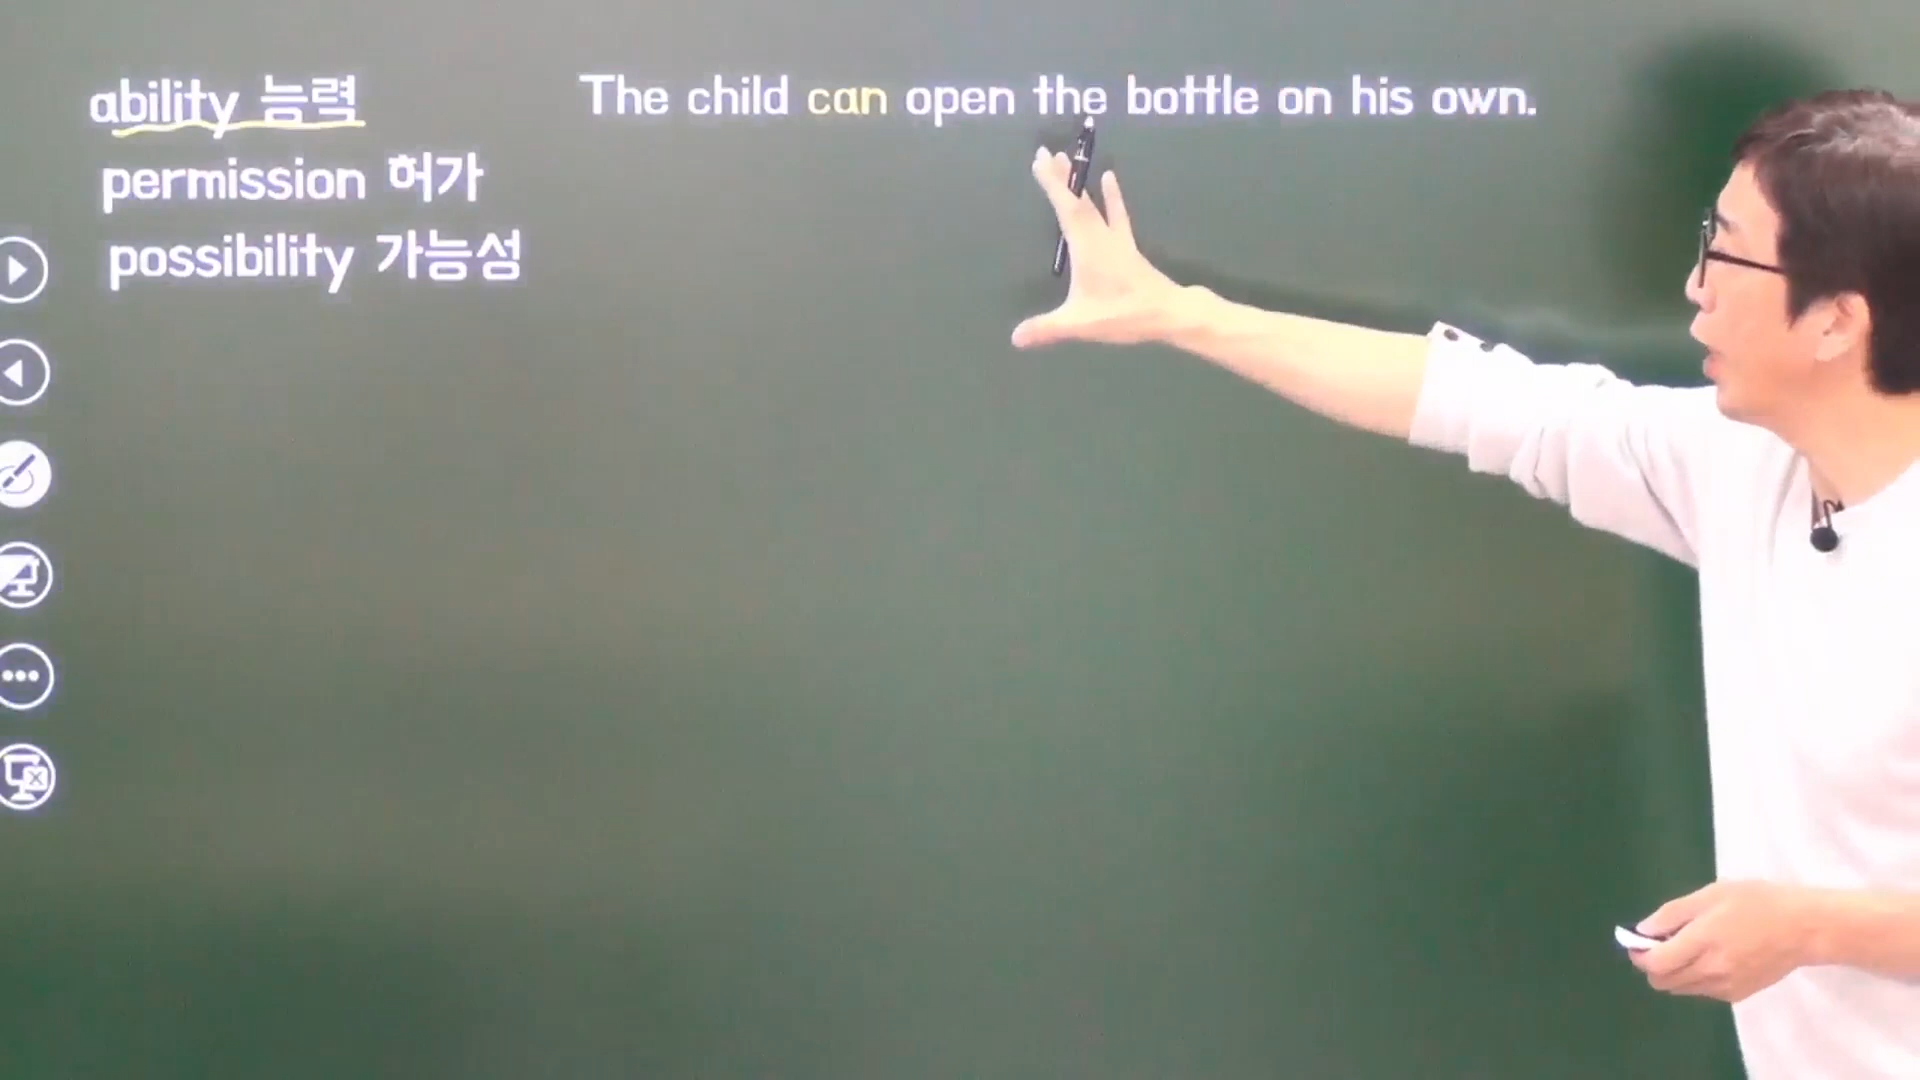 ability 능력
The child can open the bottle on his own.
permission 허가
possibility 가능성